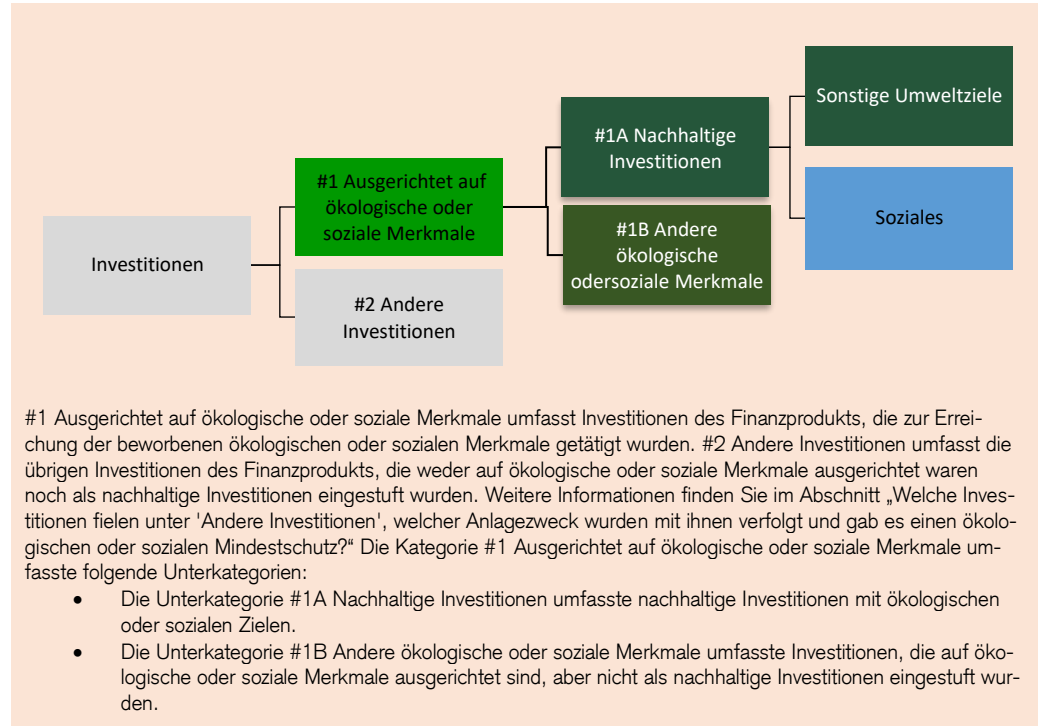 Investitionen
#1 Ausgerichtet auf
ökologische oder
soziale Merkmale
#2 Andere
Investitionen
#1A Nachhaltige
Investitionen
#1B Andere
ökologische
odersoziale Merkmale
Sonstige Umweltziele
Soziales
#1 Ausgerichtet auf ökologische oder soziale Merkmale umfasst Investitionen des Finanzprodukts, die zur Errei-
chung der beworbenen ökologischen oder sozialen Merkmale getätigt wurden. #2 Andere Investitionen umfasst die
übrigen Investitionen des Finanzprodukts, die weder auf ökologische oder soziale Merkmale ausgerichtet waren
noch als nachhaltige Investitionen eingestuft wurden. Weitere Informationen finden Sie im Abschnitt „Welche Inves-
titionen fielen unter 'Andere Investitionen', welcher Anlagezweck wurden mit ihnen verfolgt und gab es einen ökolo-
gischen oder sozialen Mindestschutz?“ Die Kategorie #1 Ausgerichtet auf ökologische oder soziale Merkmale um-
fasste folgende Unterkategorien:
• Die Unterkategorie #1A Nachhaltige Investitionen umfasste nachhaltige Investitionen mit ökologischen
oder sozialen Zielen.
• Die Unterkategorie #1B Andere ökologische oder soziale Merkmale umfasste Investitionen, die auf öko-
logische oder soziale Merkmale ausgerichtet sind, aber nicht als nachhaltige Investitionen eingestuft wur-
den.